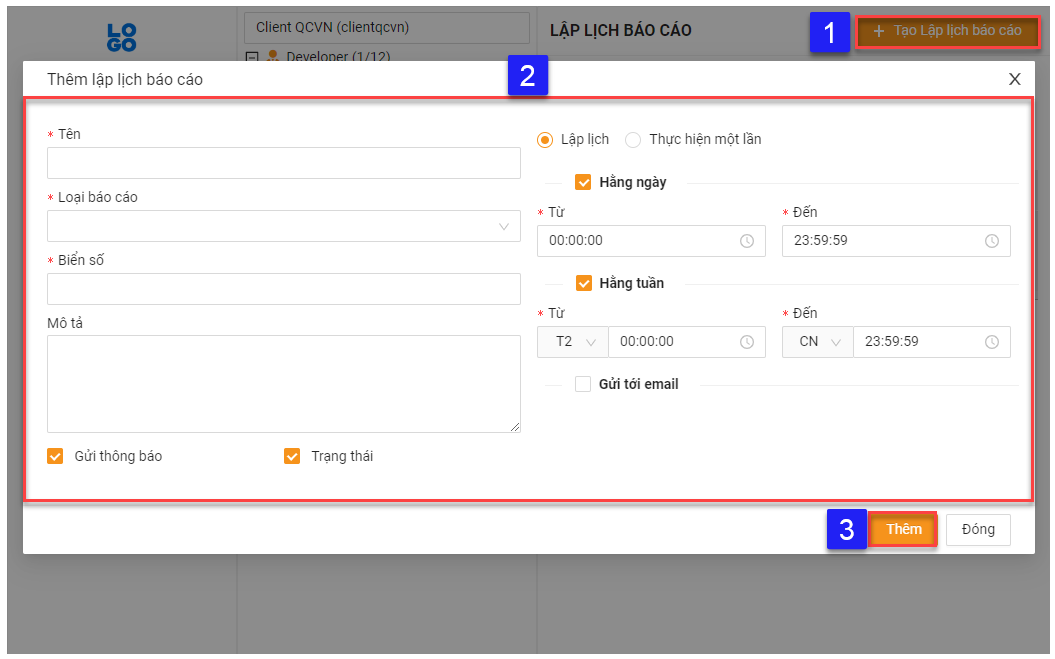 LOGO
Client QCVN (clientqcvn)
LẬP LỊCH BÁO CÁO
1
+ Tạo Lập lịch báo cáo
Developer (1/12)
Thêm lập lịch báo cáo
2
X
* Tên
* Loại báo cáo
* Biển số
Mô tả
Gửi thông báo
Trạng thái
Lập lịch
Thực hiện một lần
Hằng ngày
* Từ
* Đến
00:00:00
23:59:59
Hằng tuần
* Từ
* Đến
T2
00:00:00
CN
23:59:59
Gửi tới email
3
Thêm
Đóng